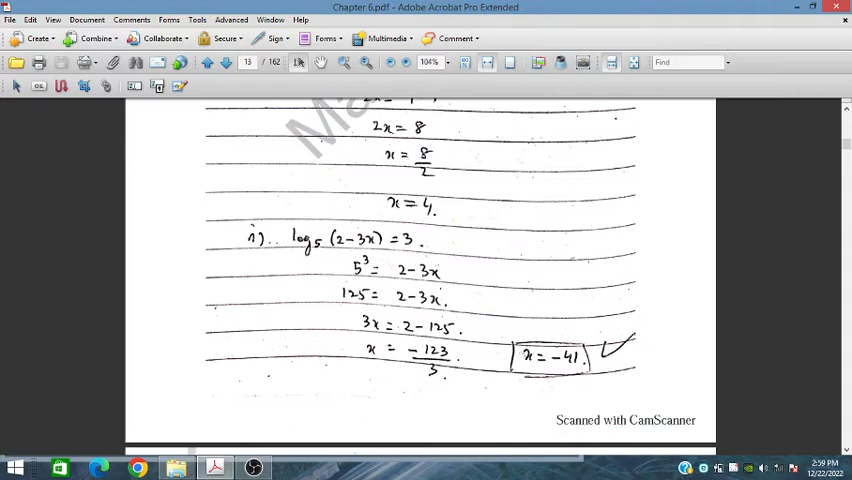 Chapter 6.pdf - Adobe Acrobat Pro Extended
File Edit View Document Comments Forms Tools Advanced Window Help
Create Combine Collaborate Secure Sign Forms Multimedia Comment
13 / 162 104% Find
2x = 8
x = 8/2
x = 4.
i).. log₅ (2-3x) = 3.
5³ = 2-3x
125 = 2-3x.
3x = 2-125.
x = -123/3. x = -41.
Scanned with CamScanner
2:59 PM
12/22/2022